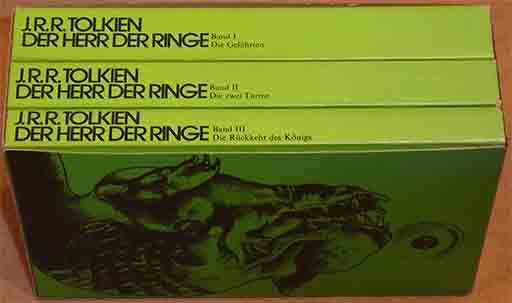 J.R.R. TOLKIEN
DER HERR DER RINGE Band I
Die Gefährten
J.R.R. TOLKIEN
DER HERR DER RINGE Band II
Die zwei Türme
J.R.R. TOLKIEN
DER HERR DER RINGE Band III
Die Rückkehr des Königs